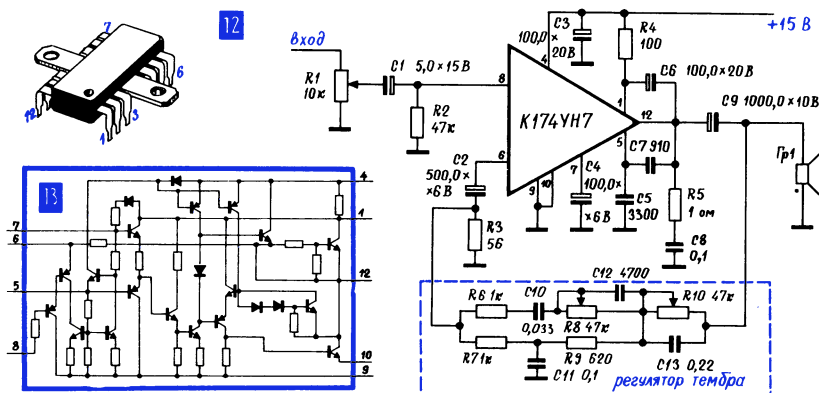 12
7
6
12
1
3
13
7
6
5
8
4
1
12
10
9
вход
R1
10к
C1 5,0×15В
R2
47к
C3
100,0×
20В
R4
100
+15 В
C6 100,0×20В
C9 1000,0×10В
К174УН7
8
4
1
12
5
6
9
10
7
C7 910
C2
500,0×
×6В
R3
56
C4
100,0×
×6В
C5
3300
R5
1 ом
C8
0,1
Гр1
C12 4700
R6 1к
C10
0,033
R8 47к
R10 47к
R7 1к
R9 620
C11 0,1
C13 0,22
регулятор тембра